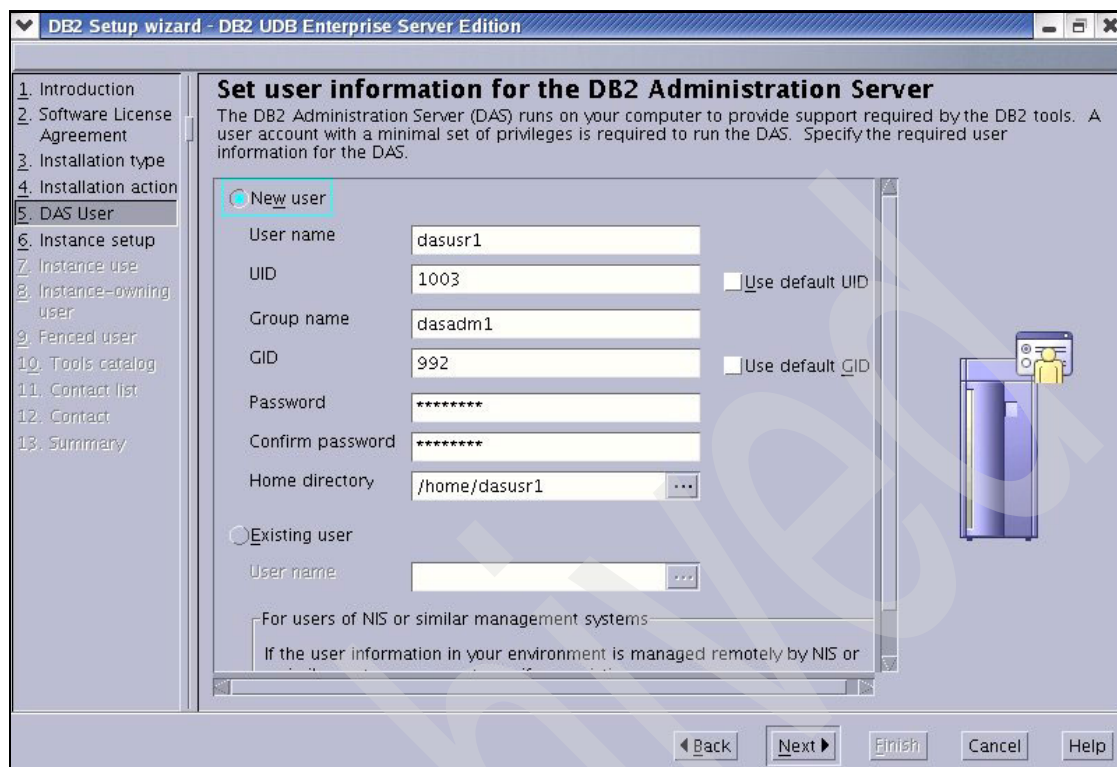 DB2 Setup wizard - DB2 UDB Enterprise Server Edition
1. Introduction
2. Software License
Agreement
3. Installation type
4. Installation action
5. DAS User
6. Instance setup
7. Instance use
8. Instance-owning
user
9. Fenced user
10. Tools catalog
11. Contact list
12. Contact
13. Summary
Set user information for the DB2 Administration Server
The DB2 Administration Server (DAS) runs on your computer to provide support required by the DB2 tools. A
user account with a minimal set of privileges is required to run the DAS. Specify the required user
information for the DAS.
New user
User name dasusr1
UID 1003 Use default UID
Group name dasadm1
GID 992 Use default GID
Password ********
Confirm password ********
Home directory /home/dasusr1 ...
Existing user
User name ...
For users of NIS or similar management systems
If the user information in your environment is managed remotely by NIS or
Back Next Finish Cancel Help